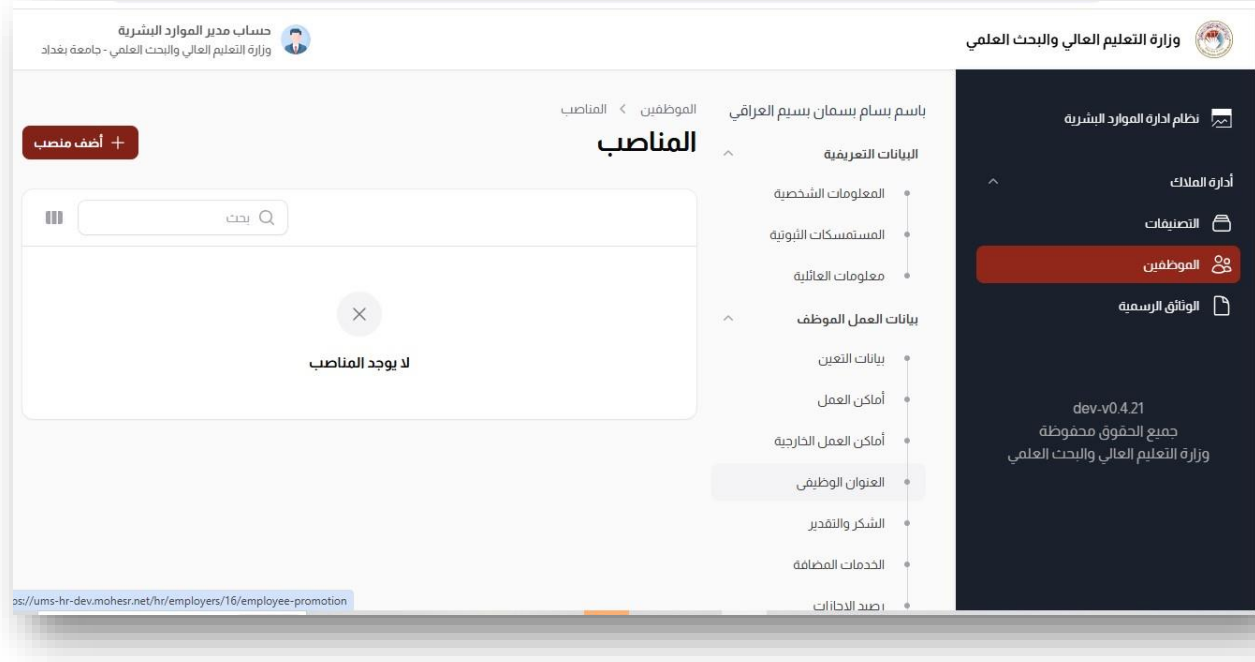 وزارة التعليم العالي والبحث العلمي
حساب مدير الموارد البشرية
وزارة التعليم العالي والبحث العلمي - جامعة بغداد
نظام ادارة الموارد البشرية
أدارة الملاك
التصنيفات
الموظفين
الوثائق الرسمية
dev-v0.4.21
جميع الحقوق محفوظة
وزارة التعليم العالي والبحث العلمي
باسم بسام بسمان بسيم العراقي
البيانات التعريفية
المعلومات الشخصية
المستمسكات الثبوتية
معلومات العائلية
بيانات العمل الموظف
بيانات التعين
أماكن العمل
أماكن العمل الخارجية
العنوان الوظيفي
الشكر والتقدير
الخدمات المضافة
رصيد الاجازات
الموظفين > المناصب
المناصب
+ أضف منصب
بحث
لا يوجد المناصب
ps://ums-hr-dev.mohesr.net/hr/employers/16/employee-promotion